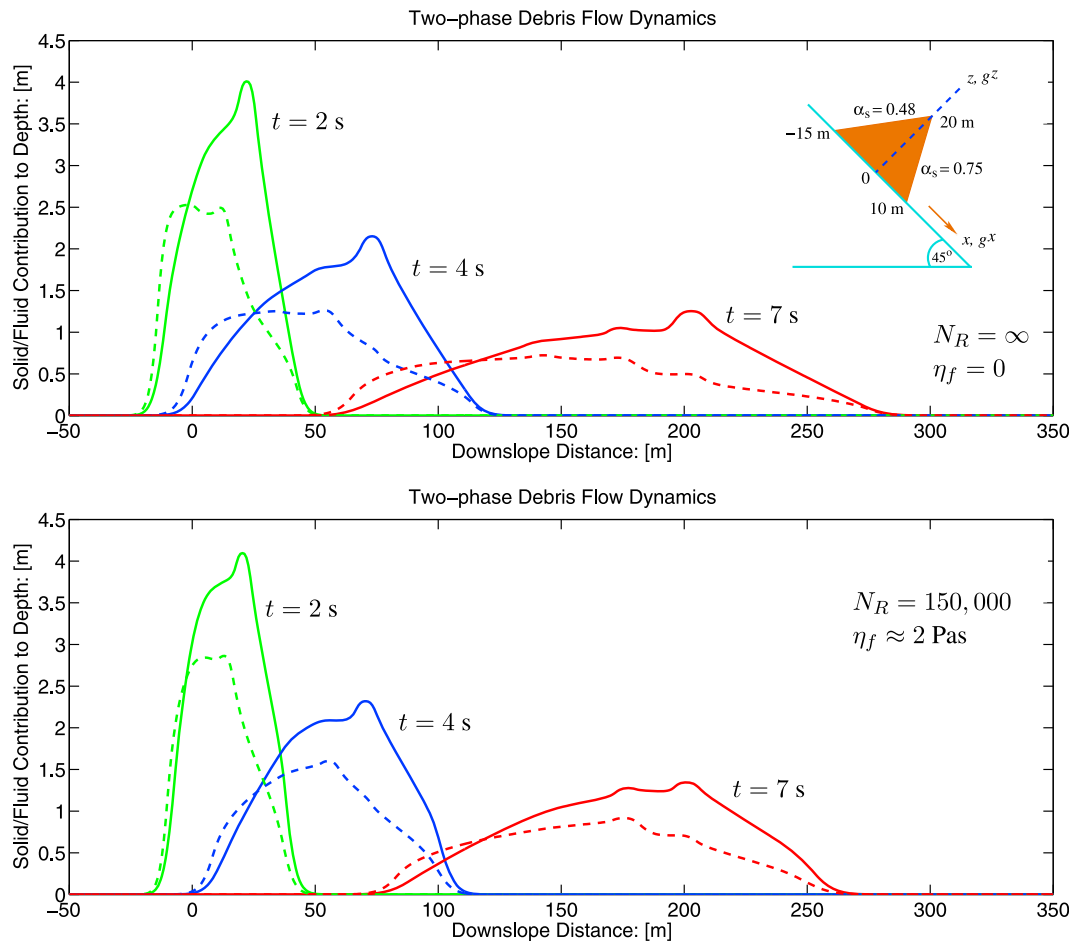 Two−phase Debris Flow Dynamics
Solid/Fluid Contribution to Depth: [m]
4.5
4
3.5
3
2.5
2
1.5
1
0.5
0
t = 2 s
t = 4 s
t = 7 s
z, gᶻ
αs = 0.48
20 m
−15 m
0
αs = 0.75
10 m
x, gˣ
45°
N_R = ∞
η_f = 0
−50 0 50 100 150 200 250 300 350
Downslope Distance: [m]
Two−phase Debris Flow Dynamics
Solid/Fluid Contribution to Depth: [m]
4.5
4
3.5
3
2.5
2
1.5
1
0.5
0
t = 2 s
t = 4 s
t = 7 s
N_R = 150,000
η_f ≈ 2 Pas
−50 0 50 100 150 200 250 300 350
Downslope Distance: [m]